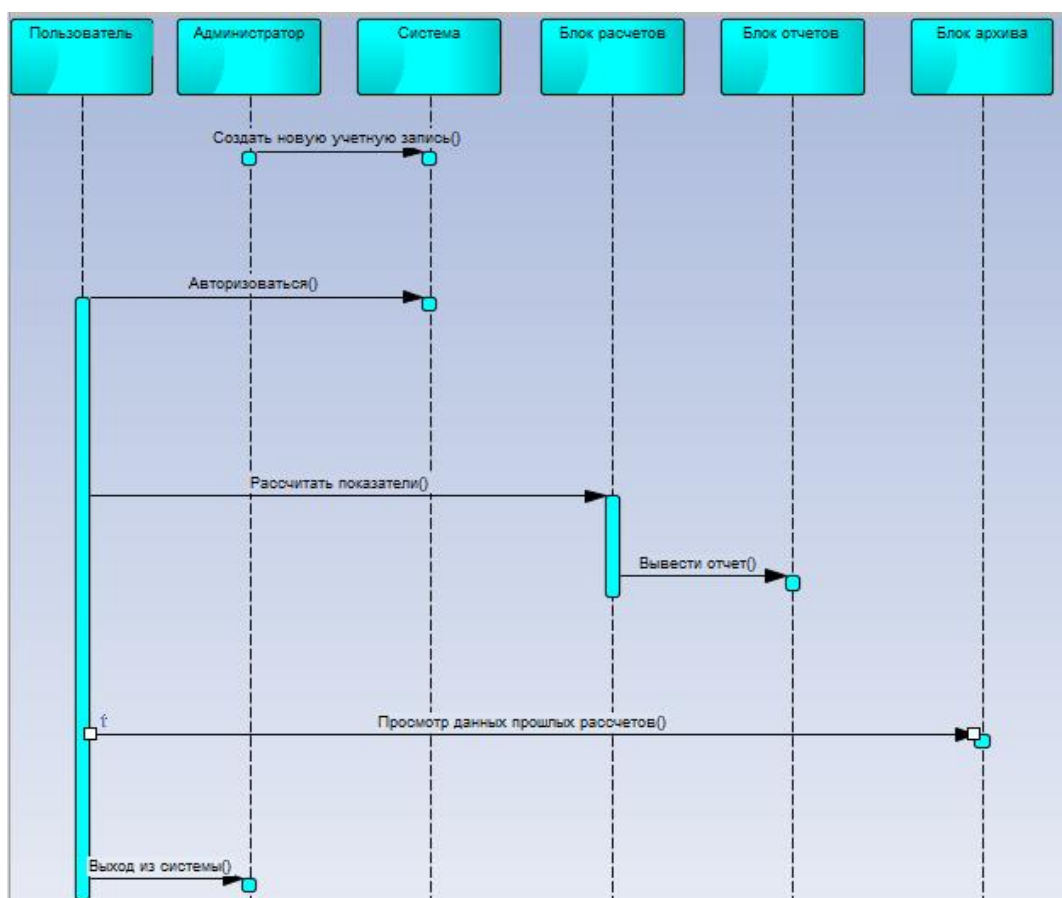 Пользователь
Администратор
Система
Блок расчетов
Блок отчетов
Блок архива
Создать новую учетную запись()
Авторизоваться()
Рассчитать показатели()
Вывести отчет()
Просмотр данных прошлых рассчетов()
Выход из системы()